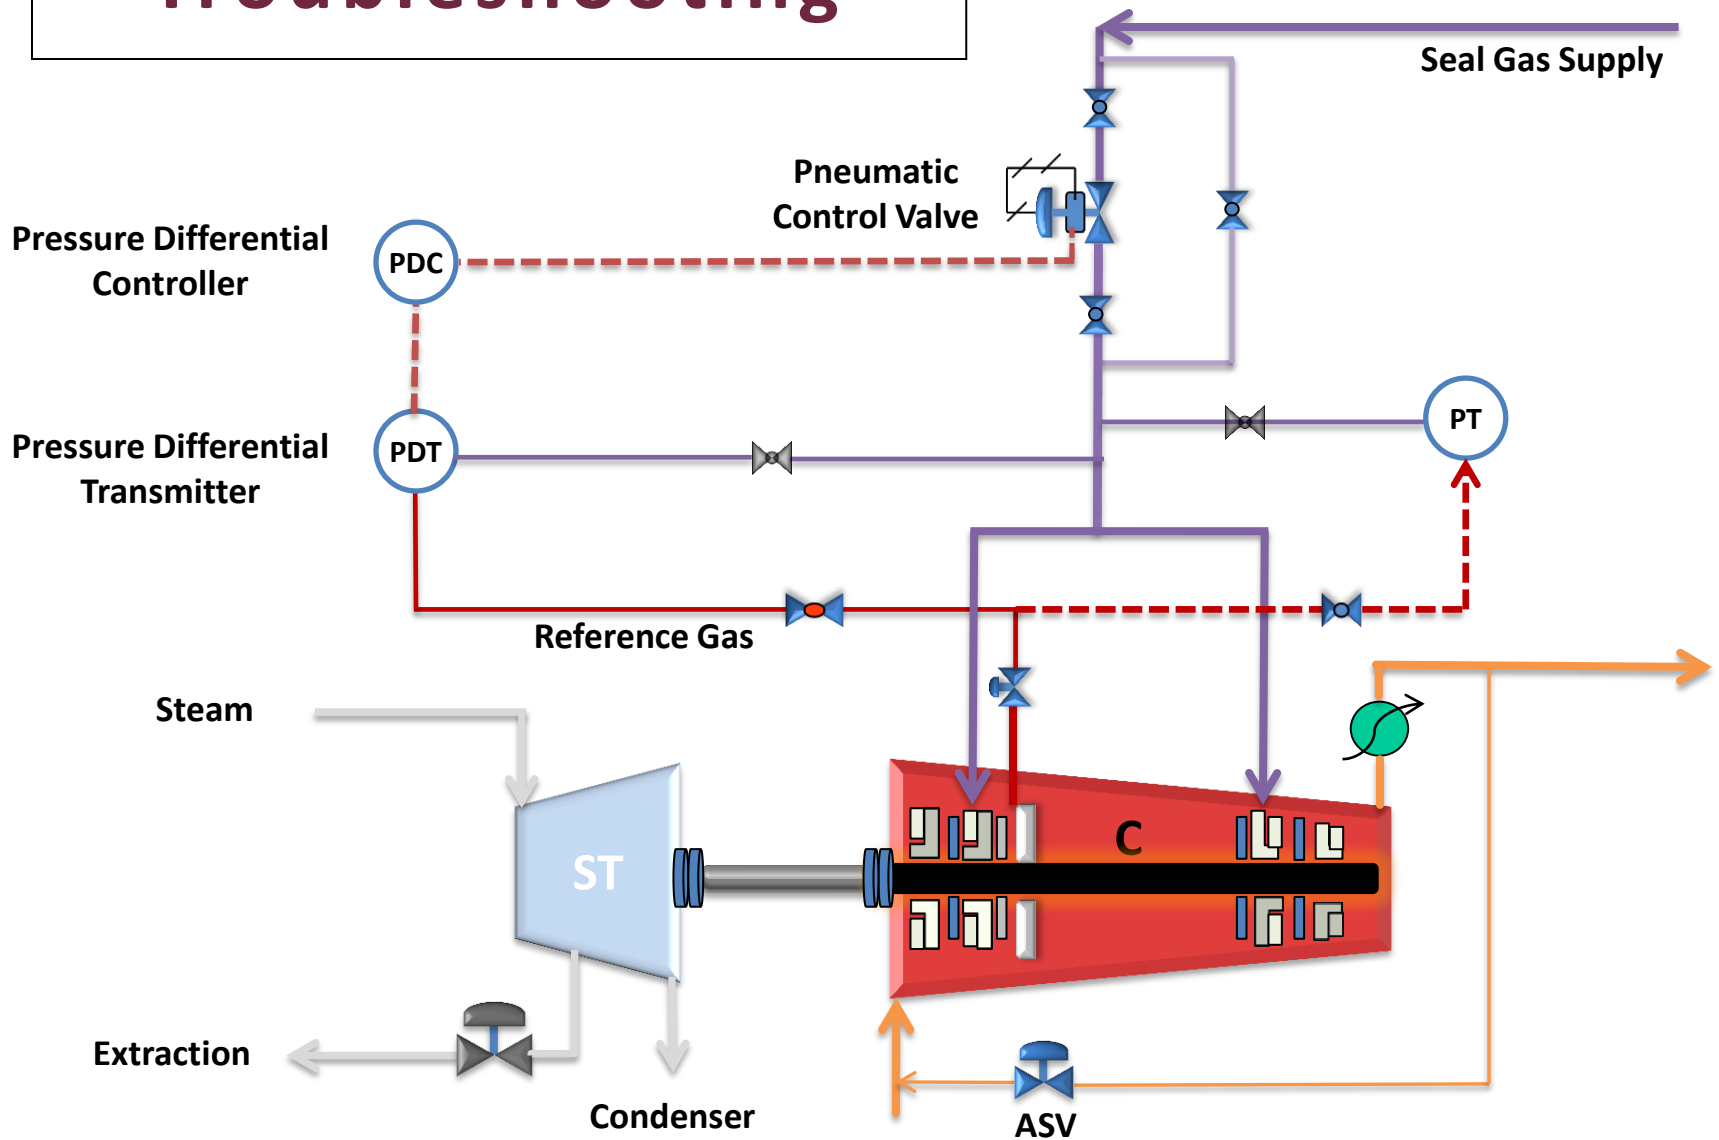 Troubleshooting
Seal Gas Supply
Pneumatic
Control Valve
Pressure Differential
Controller
PDC
Pressure Differential
Transmitter
PDT
PT
Reference Gas
Steam
ST
C
Extraction
Condenser
ASV